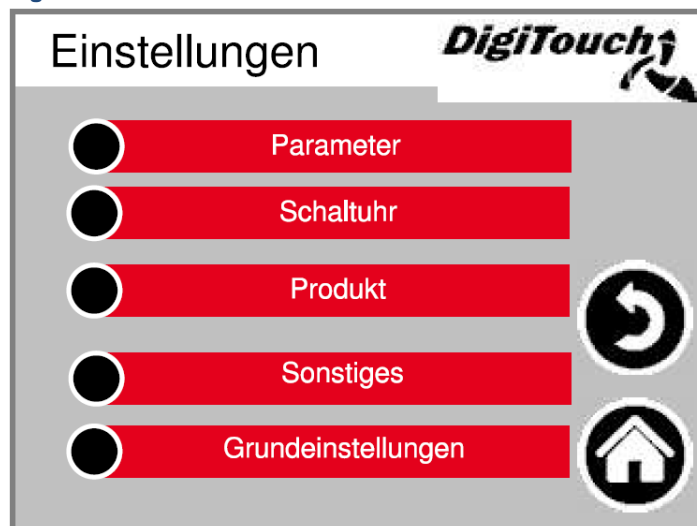 Einstellungen
DigiTouch
Parameter
Schaltuhr
Produkt
Sonstiges
Grundeinstellungen